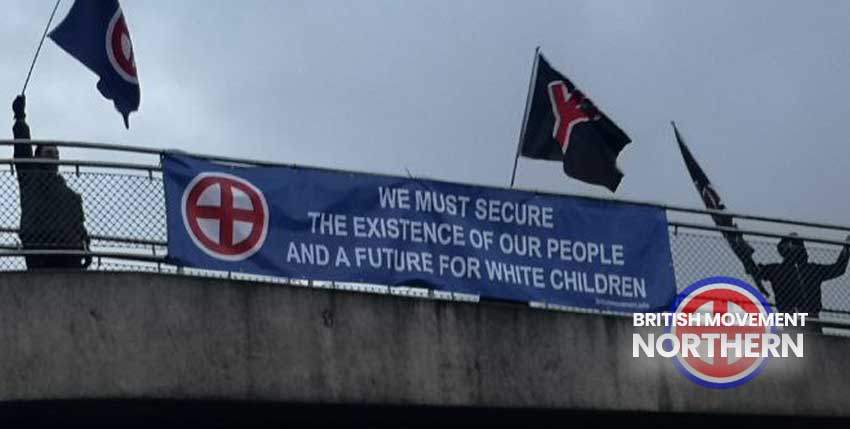 WE MUST SECURE
THE EXISTENCE OF OUR PEOPLE
AND A FUTURE FOR WHITE CHILDREN
BRITISH MOVEMENT
NORTHERN